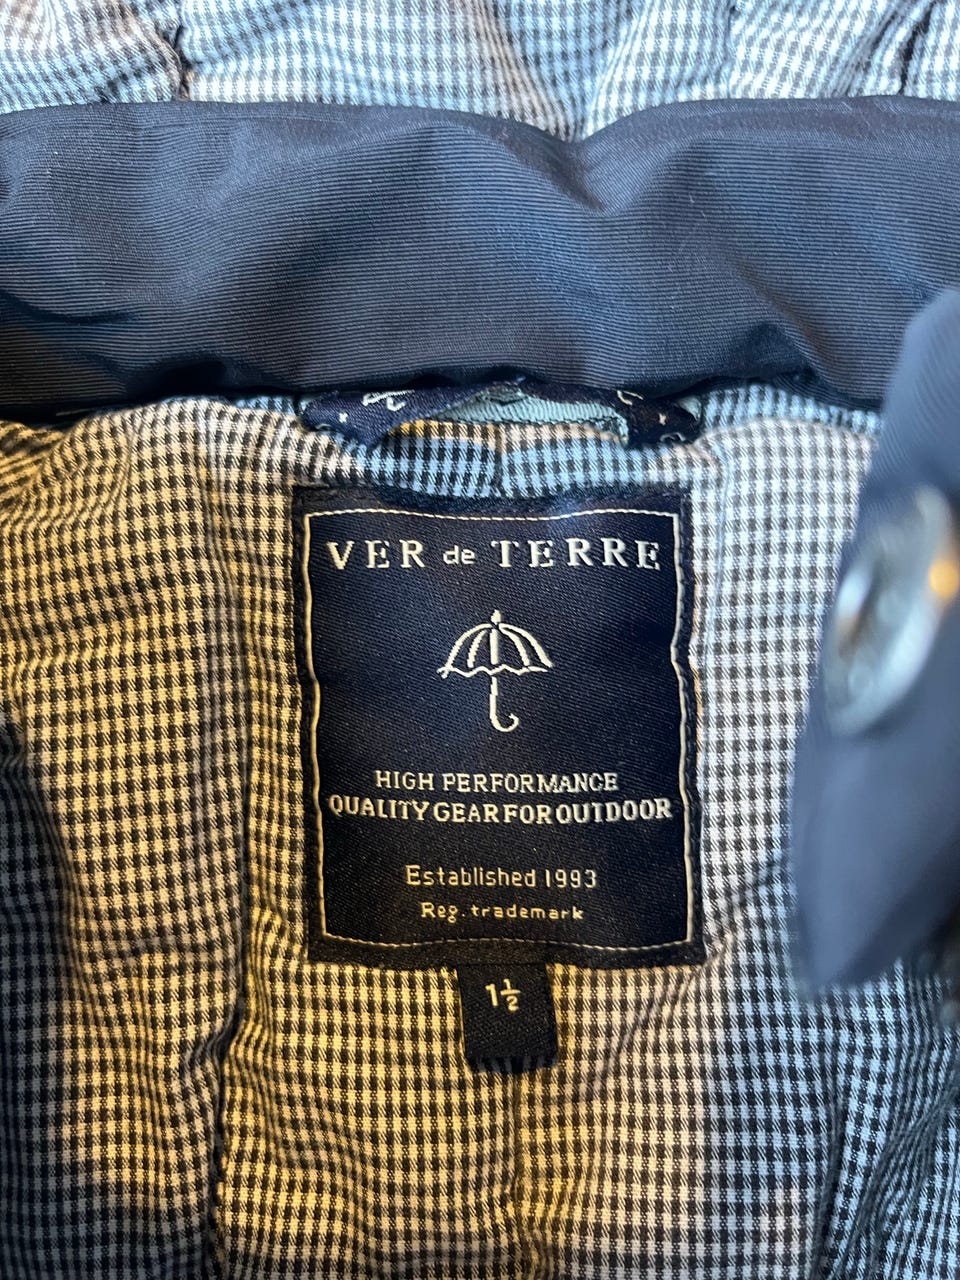 VER de TERRE
HIGH PERFORMANCE
QUALITY GEAR FOR OUTDOOR
Established 1993
Reg. trademark
1½